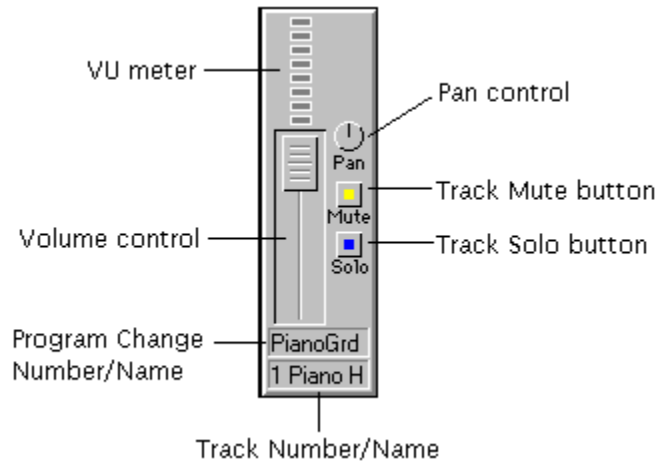 VU meter
Pan control
Pan
Track Mute button
Mute
Volume control
Track Solo button
Solo
Program Change
Number/Name
PianoGrd
1 Piano H
Track Number/Name